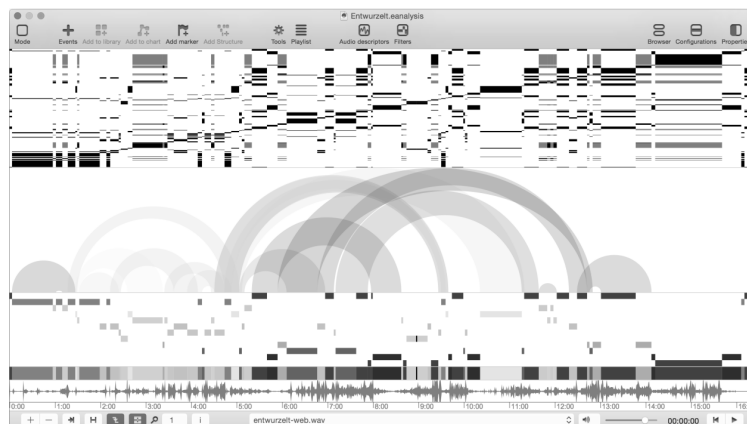 Entwurzelt.eanalysis
Mode Events Add to library Add to chart Add marker Add Structure Tools Playlist Audio descriptors Filters Browser Configurations Propertie
0:00 1:00 2:00 3:00 4:00 5:00 6:00 7:00 8:00 9:00 10:00 11:00 12:00 13:00 14:00 15:00 16:
1 i entwurzelt-web.wav 00:00:00